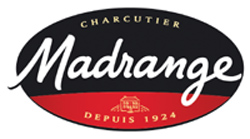 CHARCUTIER
Madrange
DEPUIS 1924